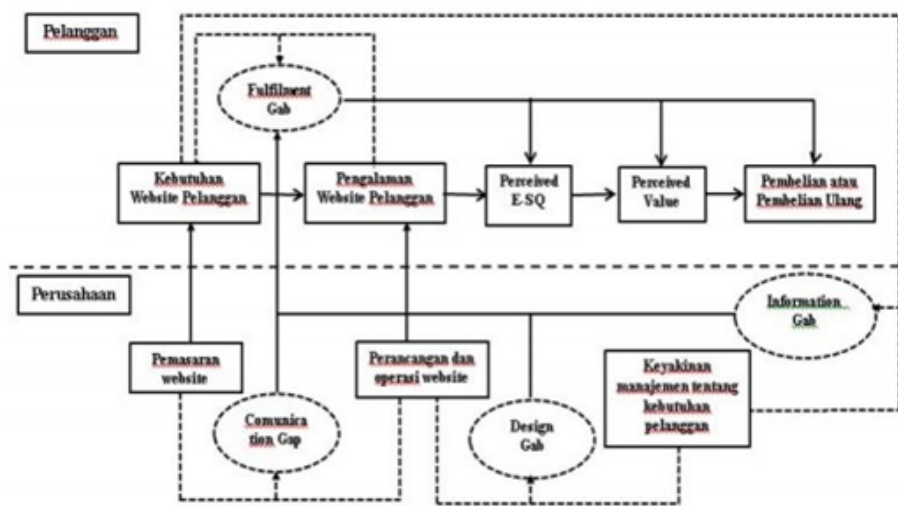 Pelanggan
Fulfilment
Gab
Kebutuhan
Website Pelanggan
Pengalaman
Website Pelanggan
Perceived
E-SQ
Perceived
Value
Pembelian atau
Pembelian Ulang
Perusahaan
Information
Gab
Pemasaran
website
Perancangan dan
operasi website
Keyakinan
manajemen tentang
kebutuhan
pelanggan
Comunica
tion Gap
Design
Gab